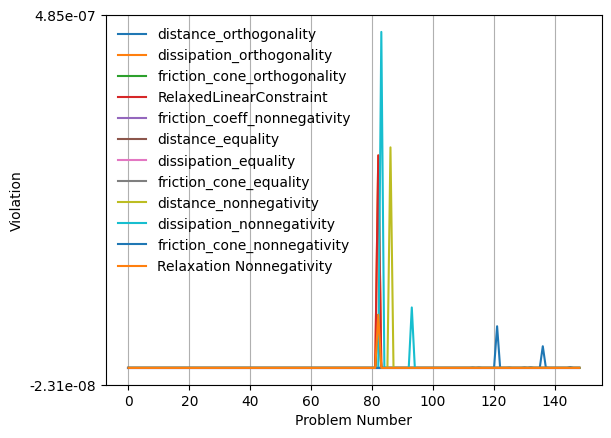 4.85e-07
distance_orthogonality
dissipation_orthogonality
friction_cone_orthogonality
RelaxedLinearConstraint
friction_coeff_nonnegativity
distance_equality
dissipation_equality
friction_cone_equality
distance_nonnegativity
dissipation_nonnegativity
friction_cone_nonnegativity
Relaxation Nonnegativity
Violation
-2.31e-08
0 20 40 60 80 100 120 140
Problem Number